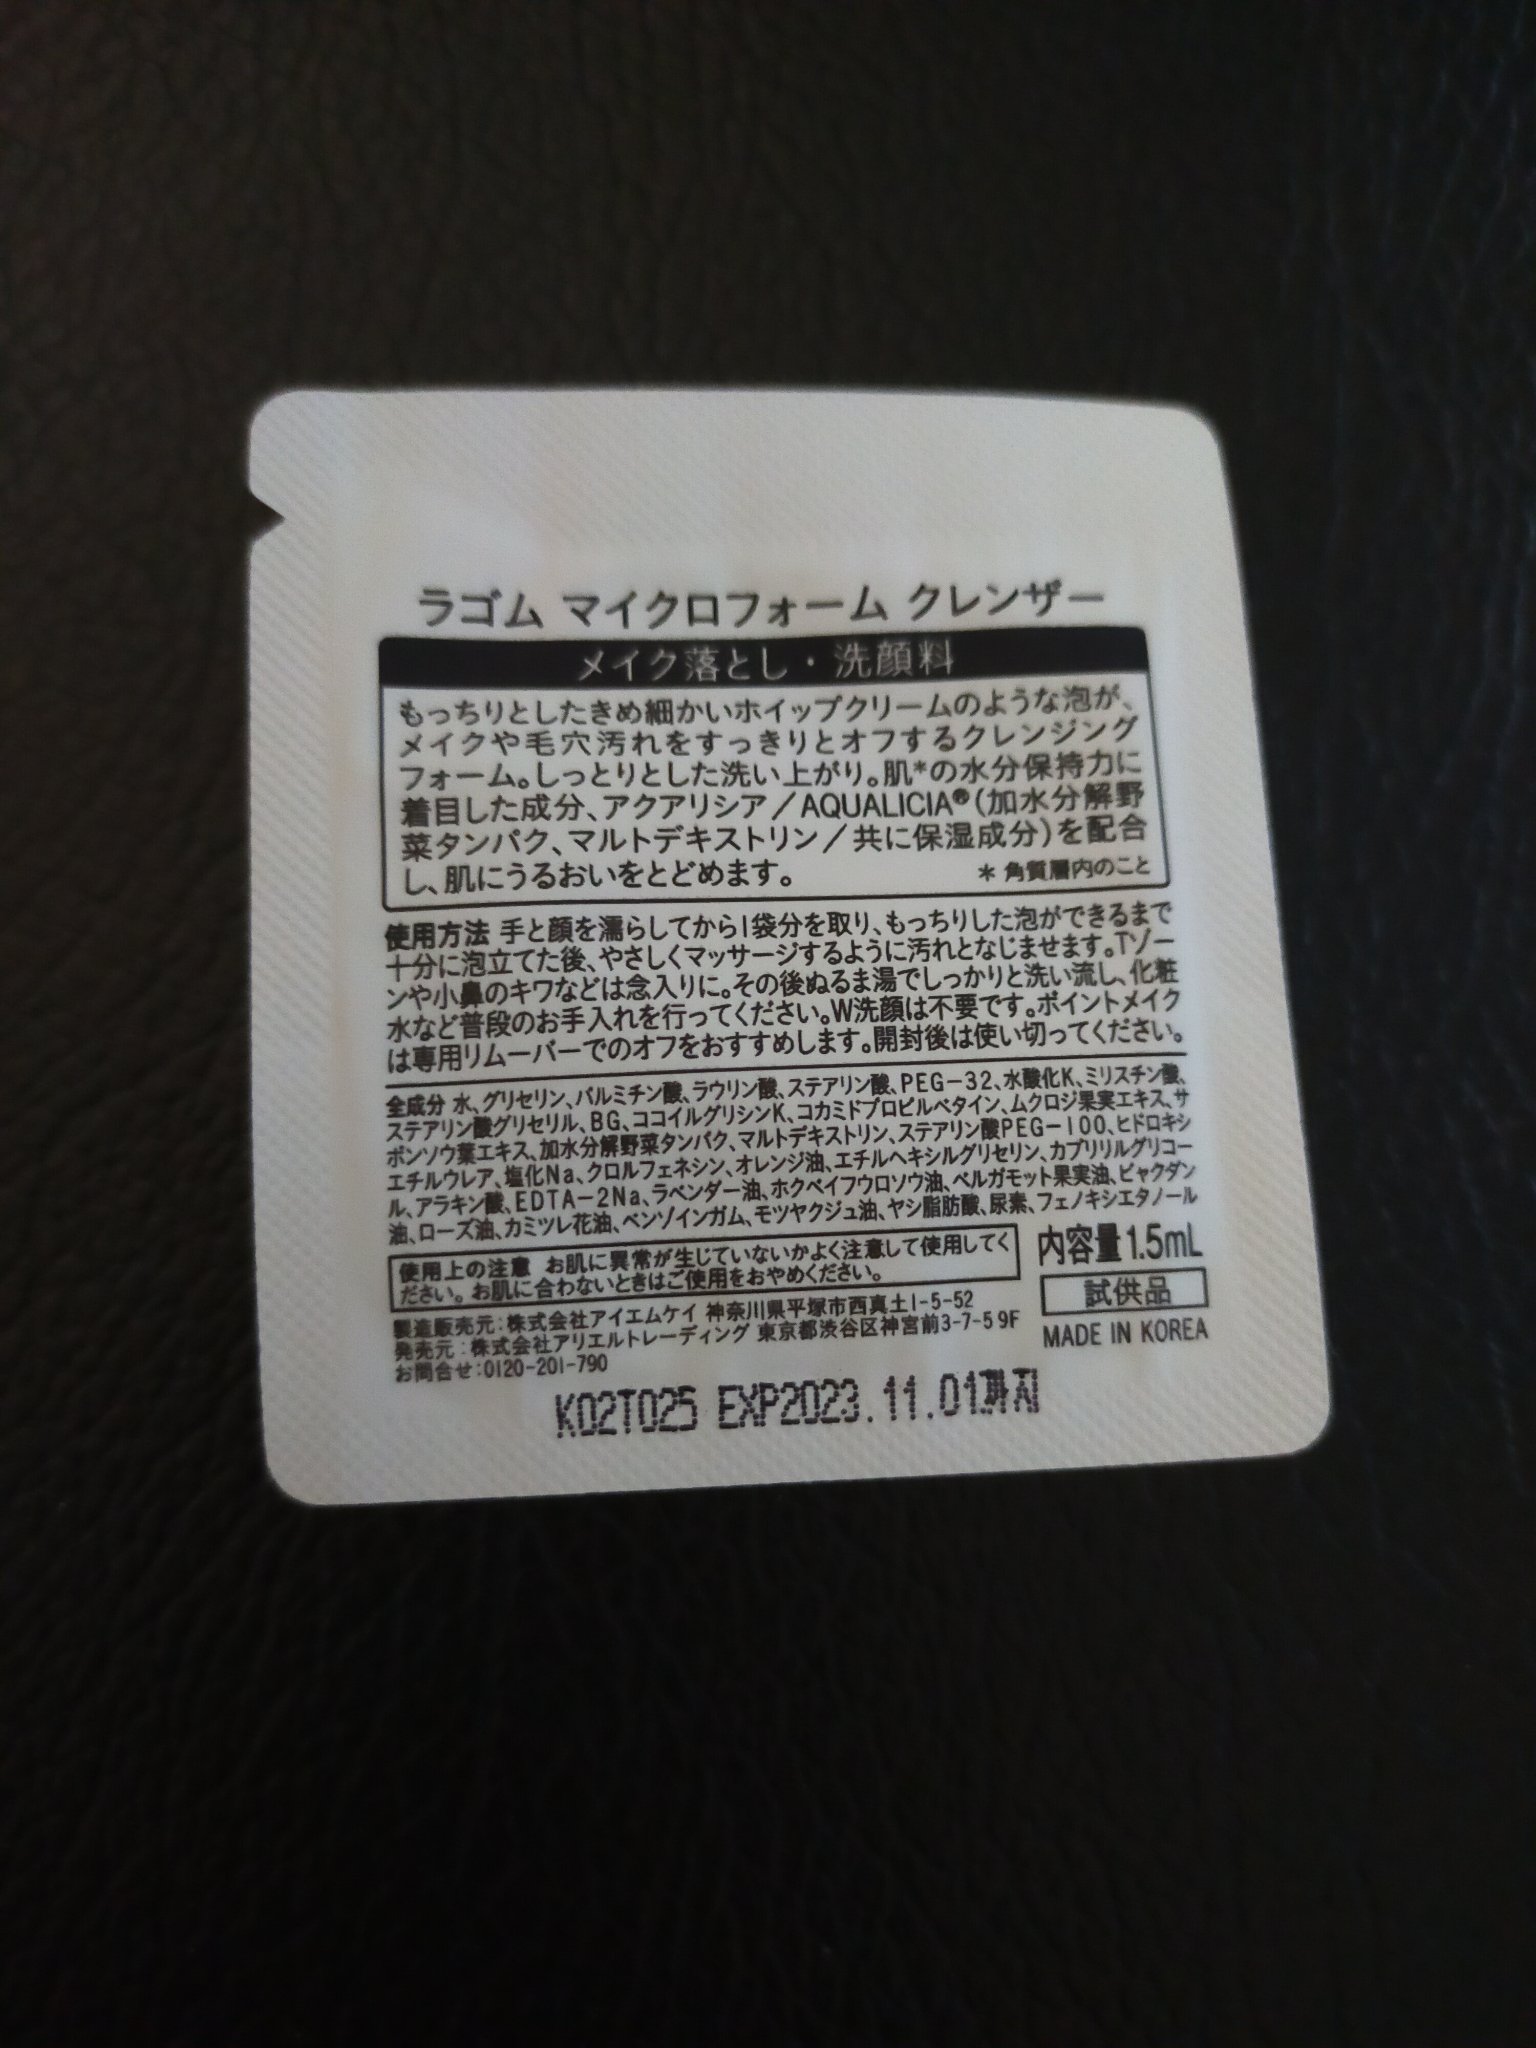 ラゴム マイクロフォーム クレンザー
メイク落とし・洗顔料
もっちりとしたきめ細かいホイップクリームのような泡が、
メイクや毛穴汚れをすっきりとオフするクレンジング
フォーム。しっとりとした洗い上がり。肌*の水分保持力に
着目した成分、アクアリシア/AQUALICIA®(加水分解野
菜タンパク、マルトデキストリン/共に保湿成分)を配合
し、肌にうるおいをとどめます。
*角質層内のこと
使用方法 手と顔を濡らしてから1袋分を取り、もっちりした泡ができるまで
十分に泡立てた後、やさしくマッサージするように汚れとなじませます。Tゾー
ンや小鼻のキワなどは念入りに。その後ぬるま湯でしっかりと洗い流し、化粧
水など普段のお手入れを行ってください。W洗顔は不要です。ポイントメイク
は専用リムーバーでのオフをおすすめします。開封後は使い切ってください。
全成分 水、グリセリン、パルミチン酸、ラウリン酸、ステアリン酸、PEG-32、水酸化K、ミリスチン酸、
ステアリン酸グリセリル、BG、ココイルグリシンK、コカミドプロピルベタイン、ムクロジ果実エキス、サ
ボンソウ葉エキス、加水分解野菜タンパク、マルトデキストリン、ステアリン酸PEG-100、ヒドロキシ
エチルウレア、塩化Na、クロルフェネシン、オレンジ油、エチルヘキシルグリセリン、カプリリルグリコー
ル、アラキン酸、EDTA-2Na、ラベンダー油、ホクベイフウロソウ油、ベルガモット果実油、ビャクダン
油、ローズ油、カミツレ花油、ベンゾインガム、モツヤクジュ油、ヤシ脂肪酸、尿素、フェノキシエタノール
使用上の注意 お肌に異常が生じていないかよく注意して使用してく
ださい。お肌に合わないときはご使用をおやめください。
内容量1.5mL
試供品
MADE IN KOREA
製造販売元:株式会社アイエムケイ 神奈川県平塚市西真土1-5-52
発売元:株式会社アリエルトレーディング 東京都渋谷区神宮前3-7-5 9F
お問合せ:0120-201-790
K02T025 EXP2023.11.01까지